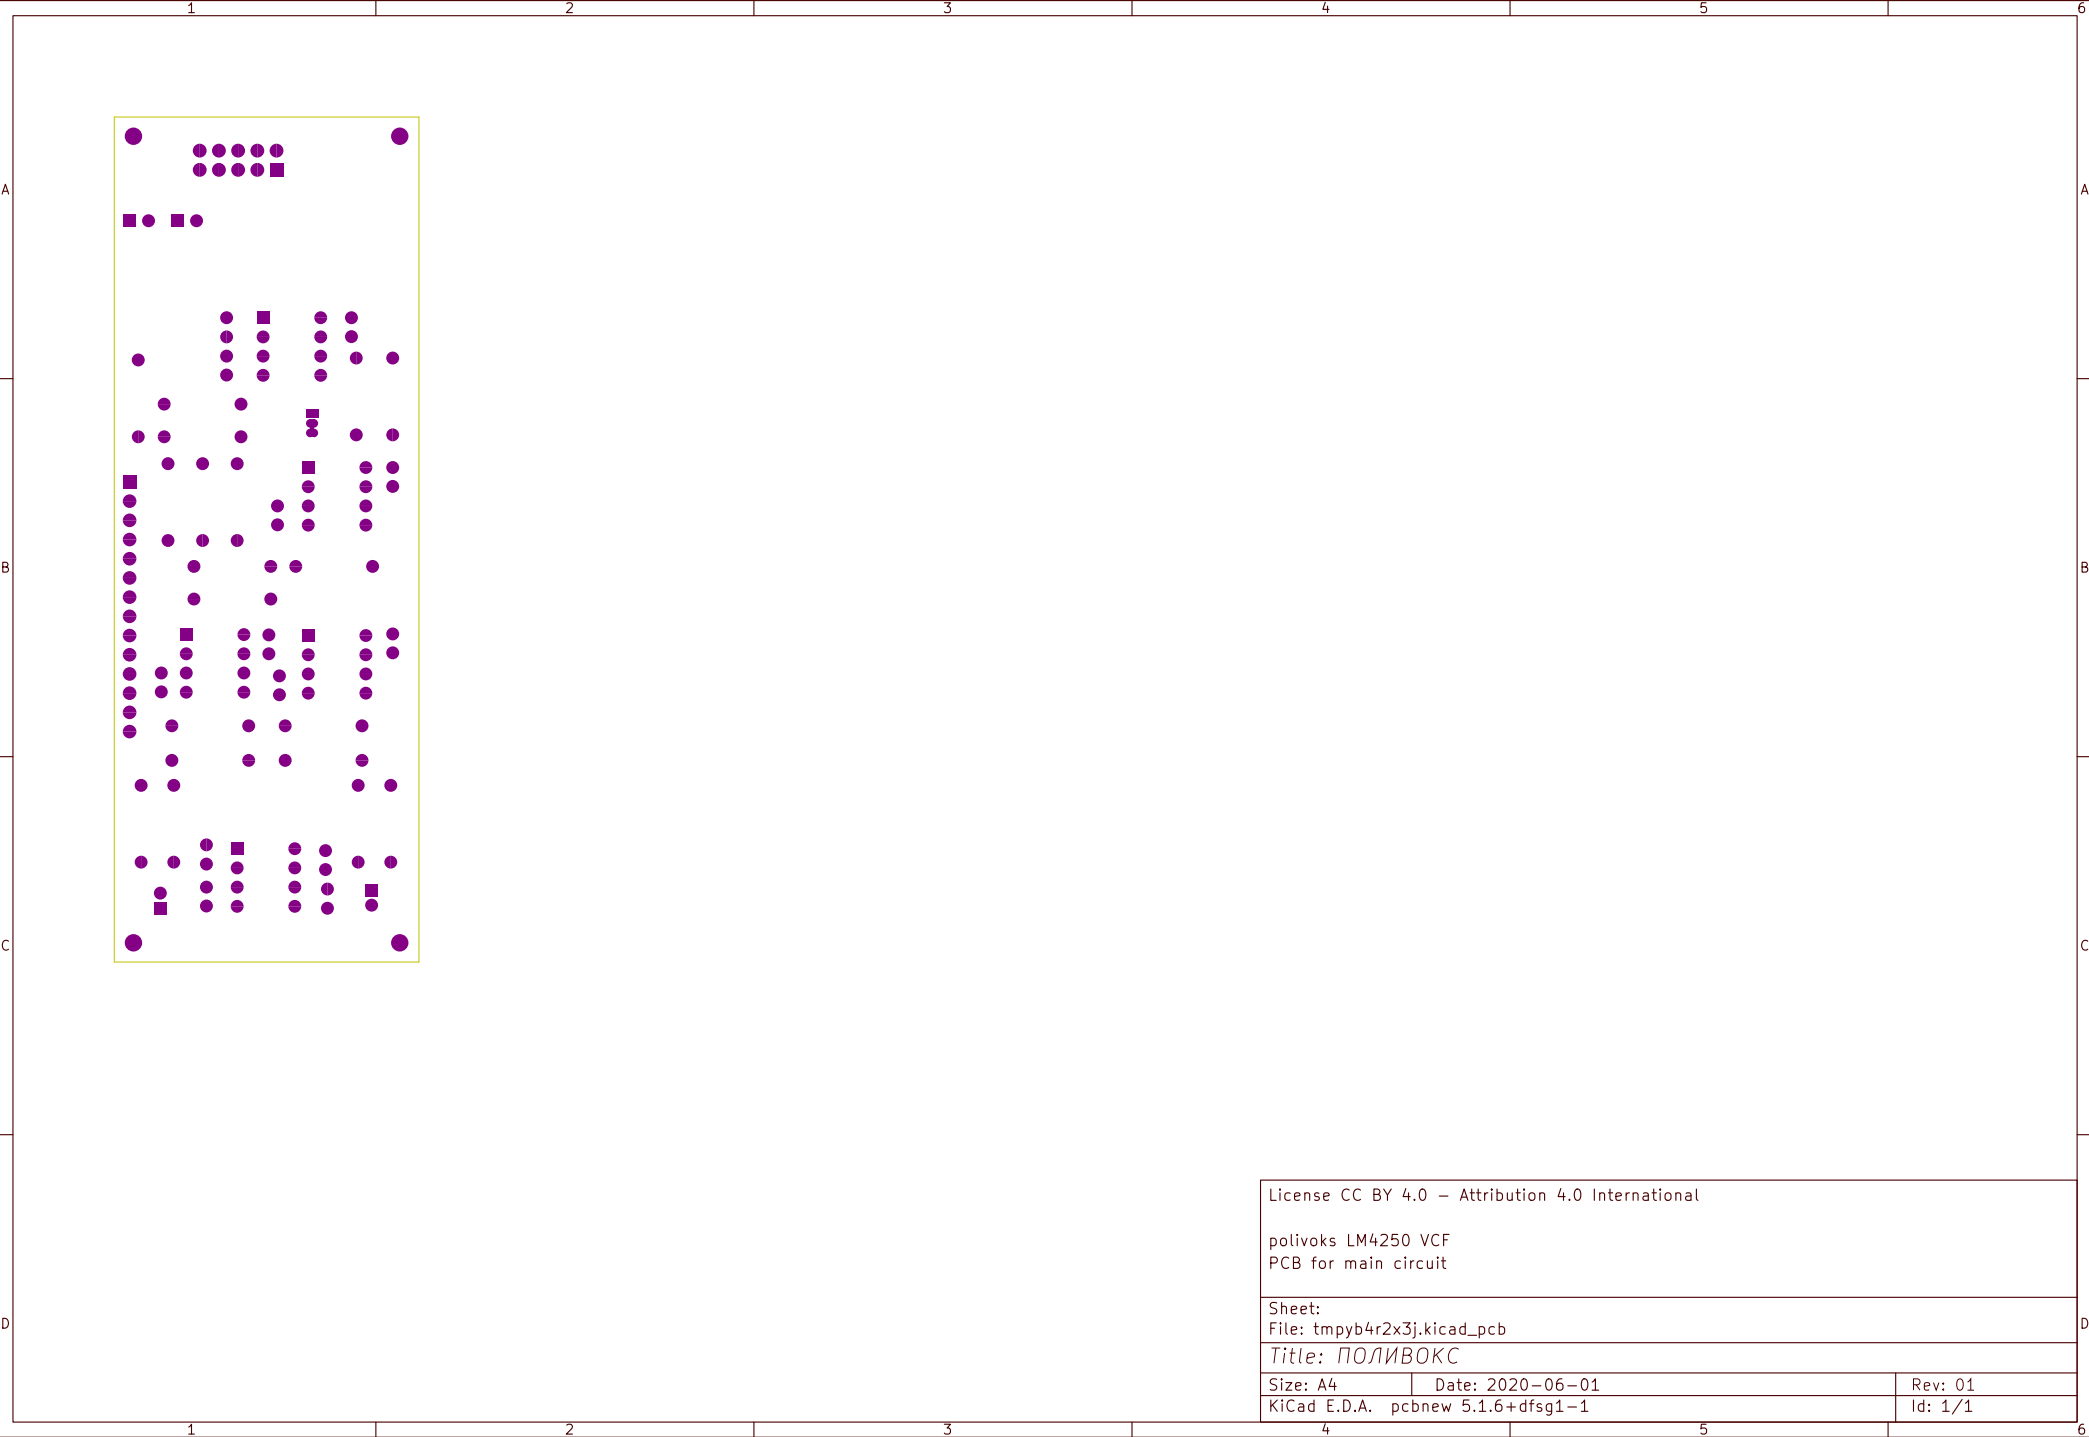 1 2 3 4 5 6
A A
B B
C C
License CC BY 4.0 – Attribution 4.0 International
polivoks LM4250 VCF
PCB for main circuit
Sheet:
D D
File: tmpyb4r2x3j.kicad_pcb
Title: ПОЛИВОКС
Size: A4 Date: 2020-06-01 Rev: 01
KiCad E.D.A. pcbnew 5.1.6+dfsg1-1 Id: 1/1
1 2 3 4 5 6